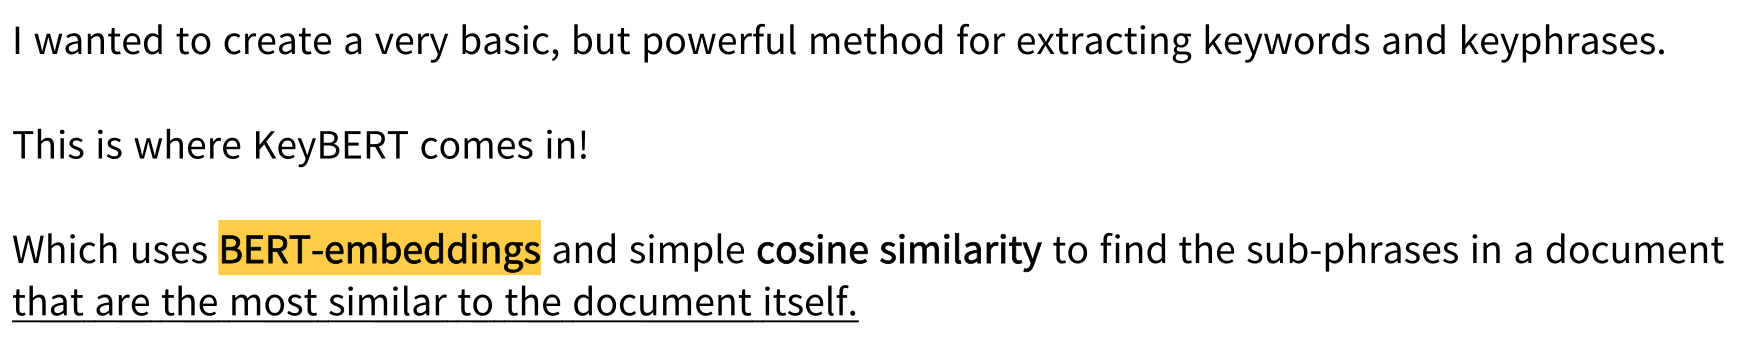 I wanted to create a very basic, but powerful method for extracting keywords and keyphrases.
This is where KeyBERT comes in!
Which uses BERT-embeddings and simple cosine similarity to find the sub-phrases in a document
that are the most similar to the document itself.